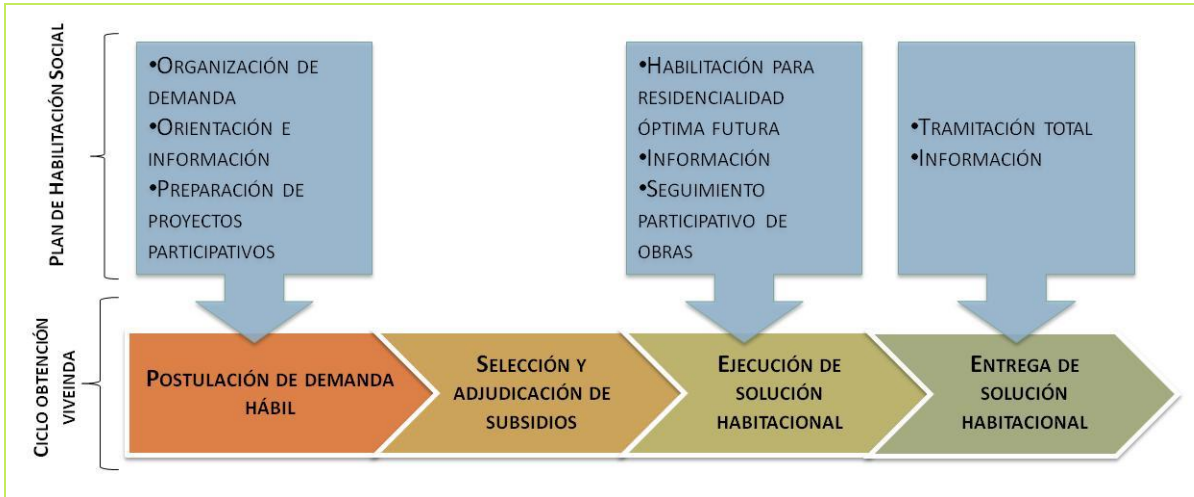 PLAN DE HABILITACIÓN SOCIAL
•ORGANIZACIÓN DE
DEMANDA
•ORIENTACIÓN E
INFORMACIÓN
•PREPARACIÓN DE
PROYECTOS
PARTICIPATIVOS
•HABILITACIÓN PARA
RESIDENCIALIDAD
ÓPTIMA FUTURA
•INFORMACIÓN
•SEGUIMIENTO
PARTICIPATIVO DE
OBRAS
•TRAMITACIÓN TOTAL
•INFORMACIÓN
CICLO OBTENCIÓN
VIVEINDA
POSTULACIÓN DE DEMANDA
HÁBIL
SELECCIÓN Y
ADJUDICACIÓN DE
SUBSIDIOS
EJECUCIÓN DE
SOLUCIÓN
HABITACIONAL
ENTREGA DE
SOLUCIÓN
HABITACIONAL